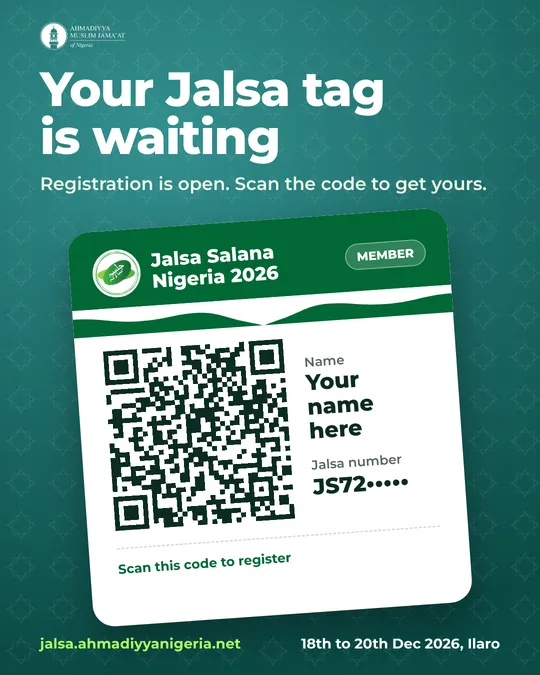 AHMADIYYA
MUSLIM JAMA'AT
of Nigeria
Your Jalsa tag
is waiting
Registration is open. Scan the code to get yours.
Jalsa Salana
Nigeria 2026
MEMBER
Name
Your
name
here
Jalsa number
JS72•••••
Scan this code to register
jalsa.ahmadiyyanigeria.net
18th to 20th Dec 2026, Ilaro